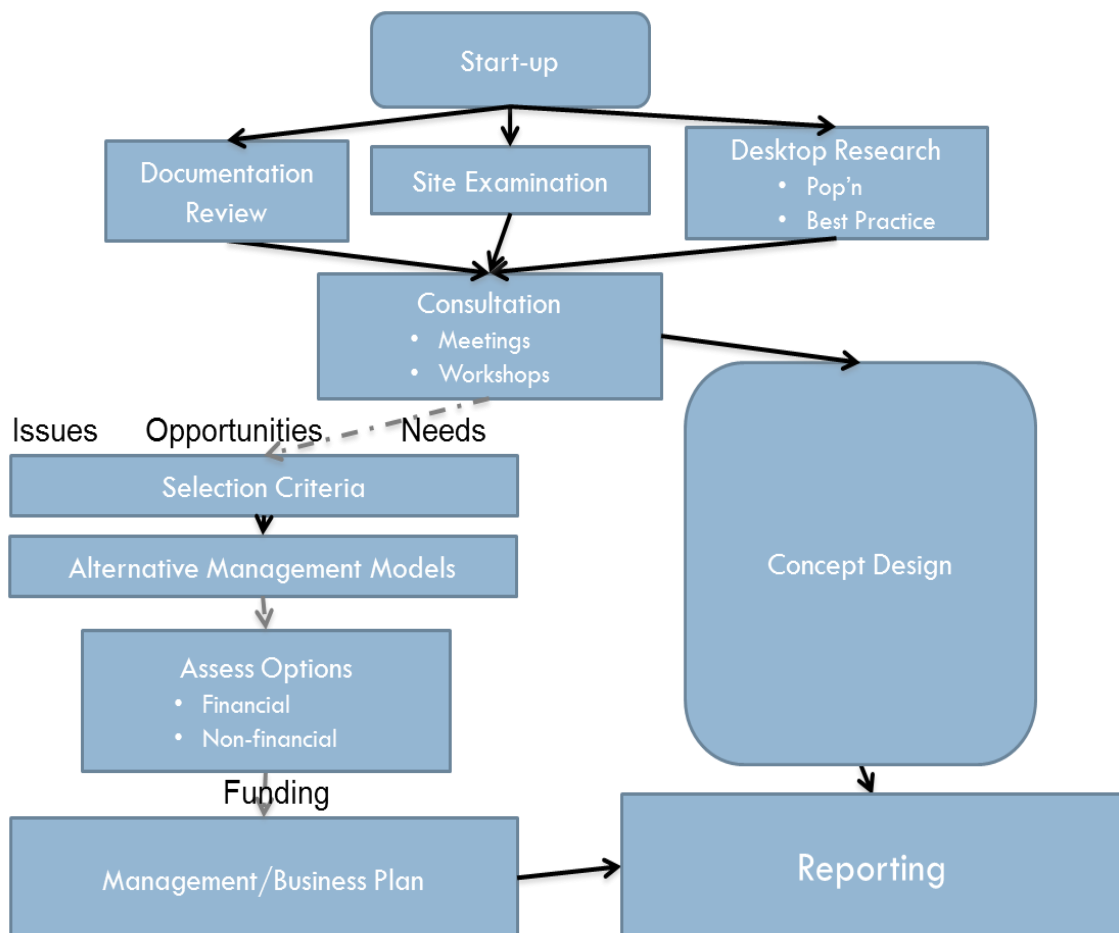 Start-up
Documentation
Review
Site Examination
Desktop Research
• Pop'n
• Best Practice
Consultation
• Meetings
• Workshops
Issues Opportunities Needs
Selection Criteria
Alternative Management Models
Concept Design
Assess Options
• Financial
• Non-financial
Funding
Management/Business Plan
Reporting